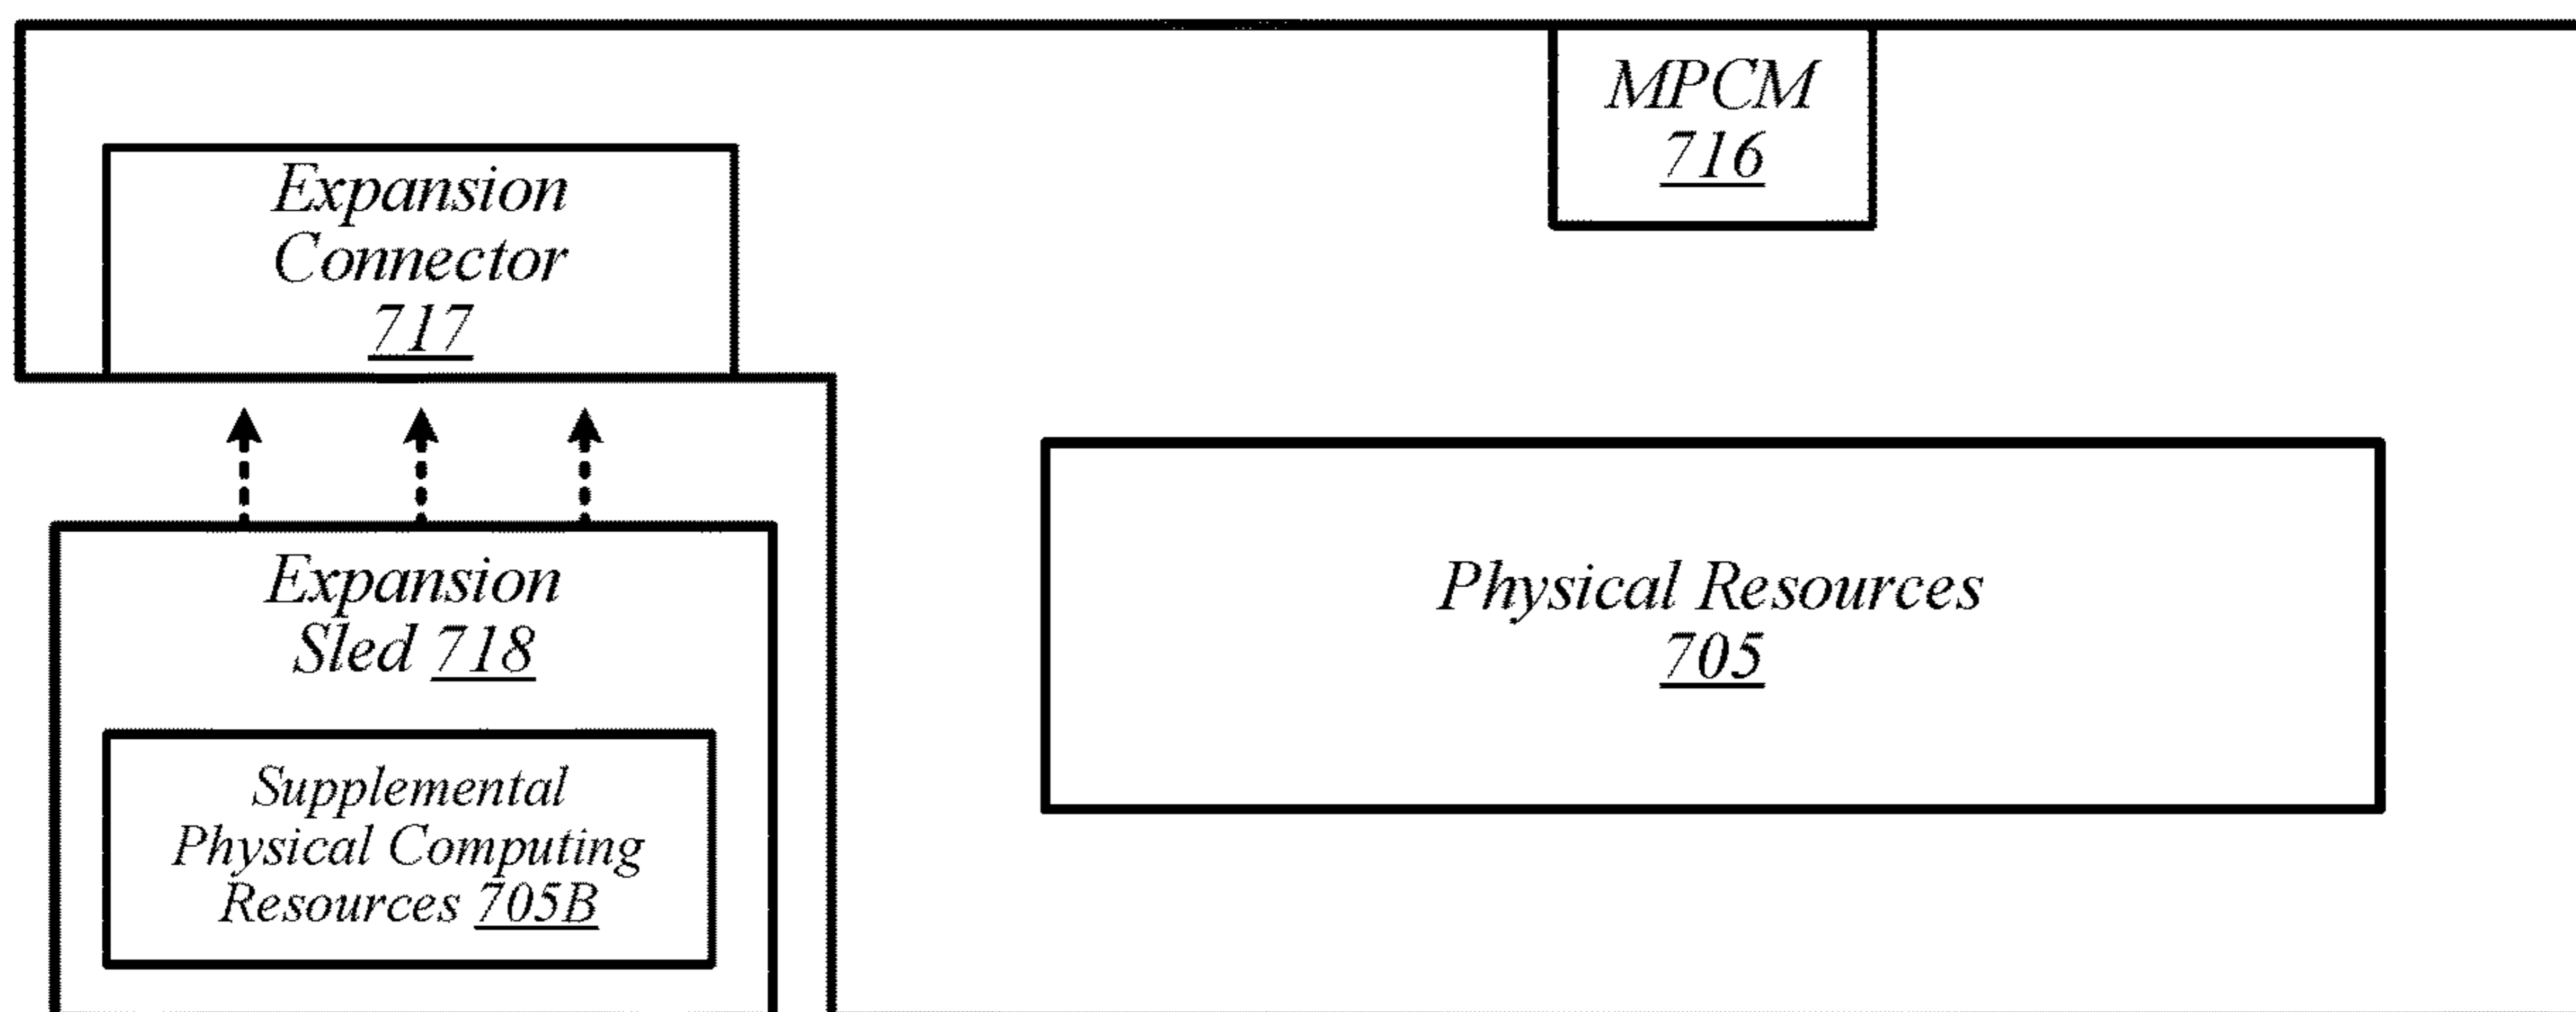 MPCM
716
Expansion
Connector
717
Expansion
Sled 718
Physical Resources
705
Supplemental
Physical Computing
Resources 705B